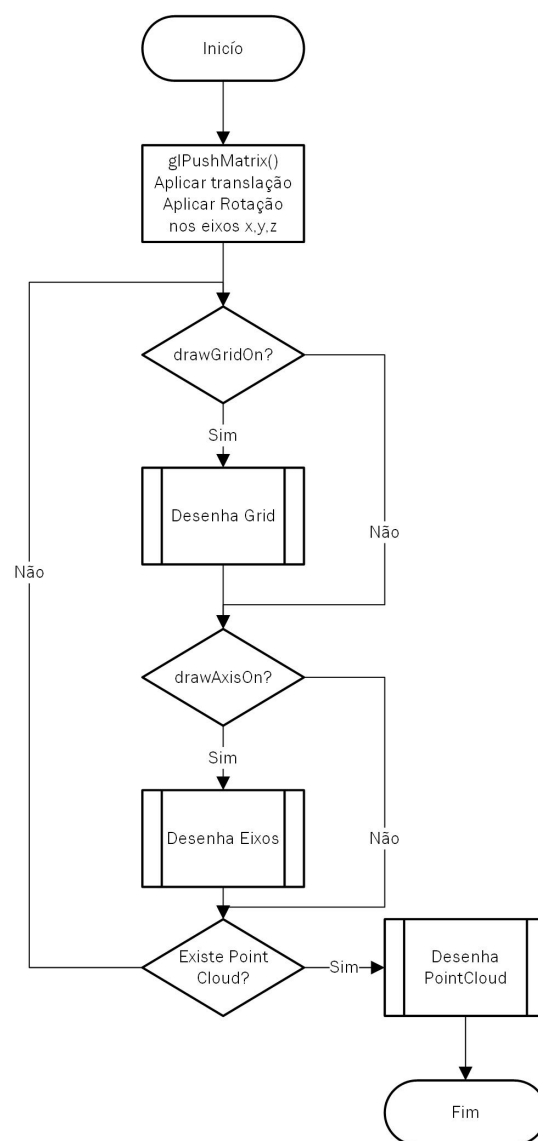 Inicío
glPushMatrix()
Aplicar translação
Aplicar Rotação
nos eixos x,y,z
drawGridOn?
Sim
Desenha Grid
Não
Não
drawAxisOn?
Sim
Desenha Eixos
Não
Existe Point
Cloud?
Sim
Desenha
PointCloud
Fim